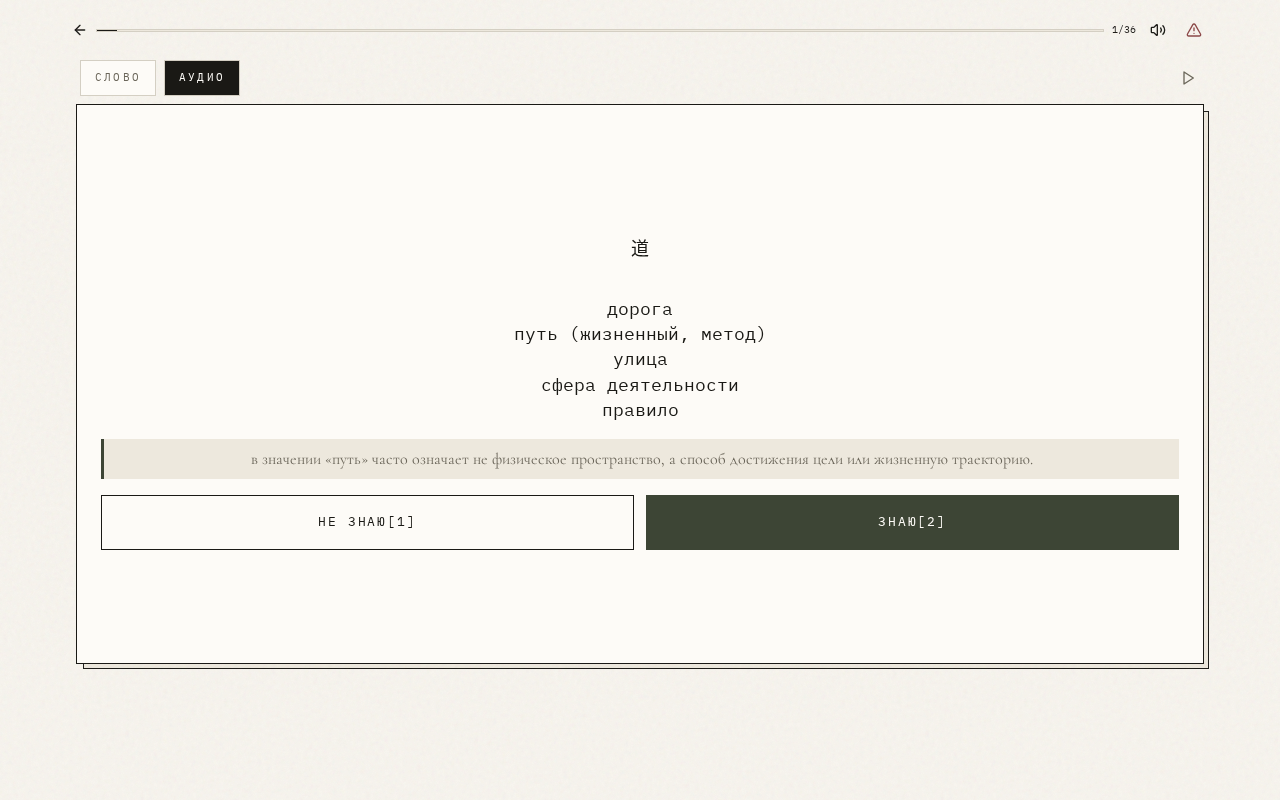 1/36
СЛОВО
АУДИО
道
дорога
путь (жизненный, метод)
улица
сфера деятельности
правило
в значении «путь» часто означает не физическое пространство, а способ достижения цели или жизненную траекторию.
НЕ ЗНАЮ[1]
ЗНАЮ[2]